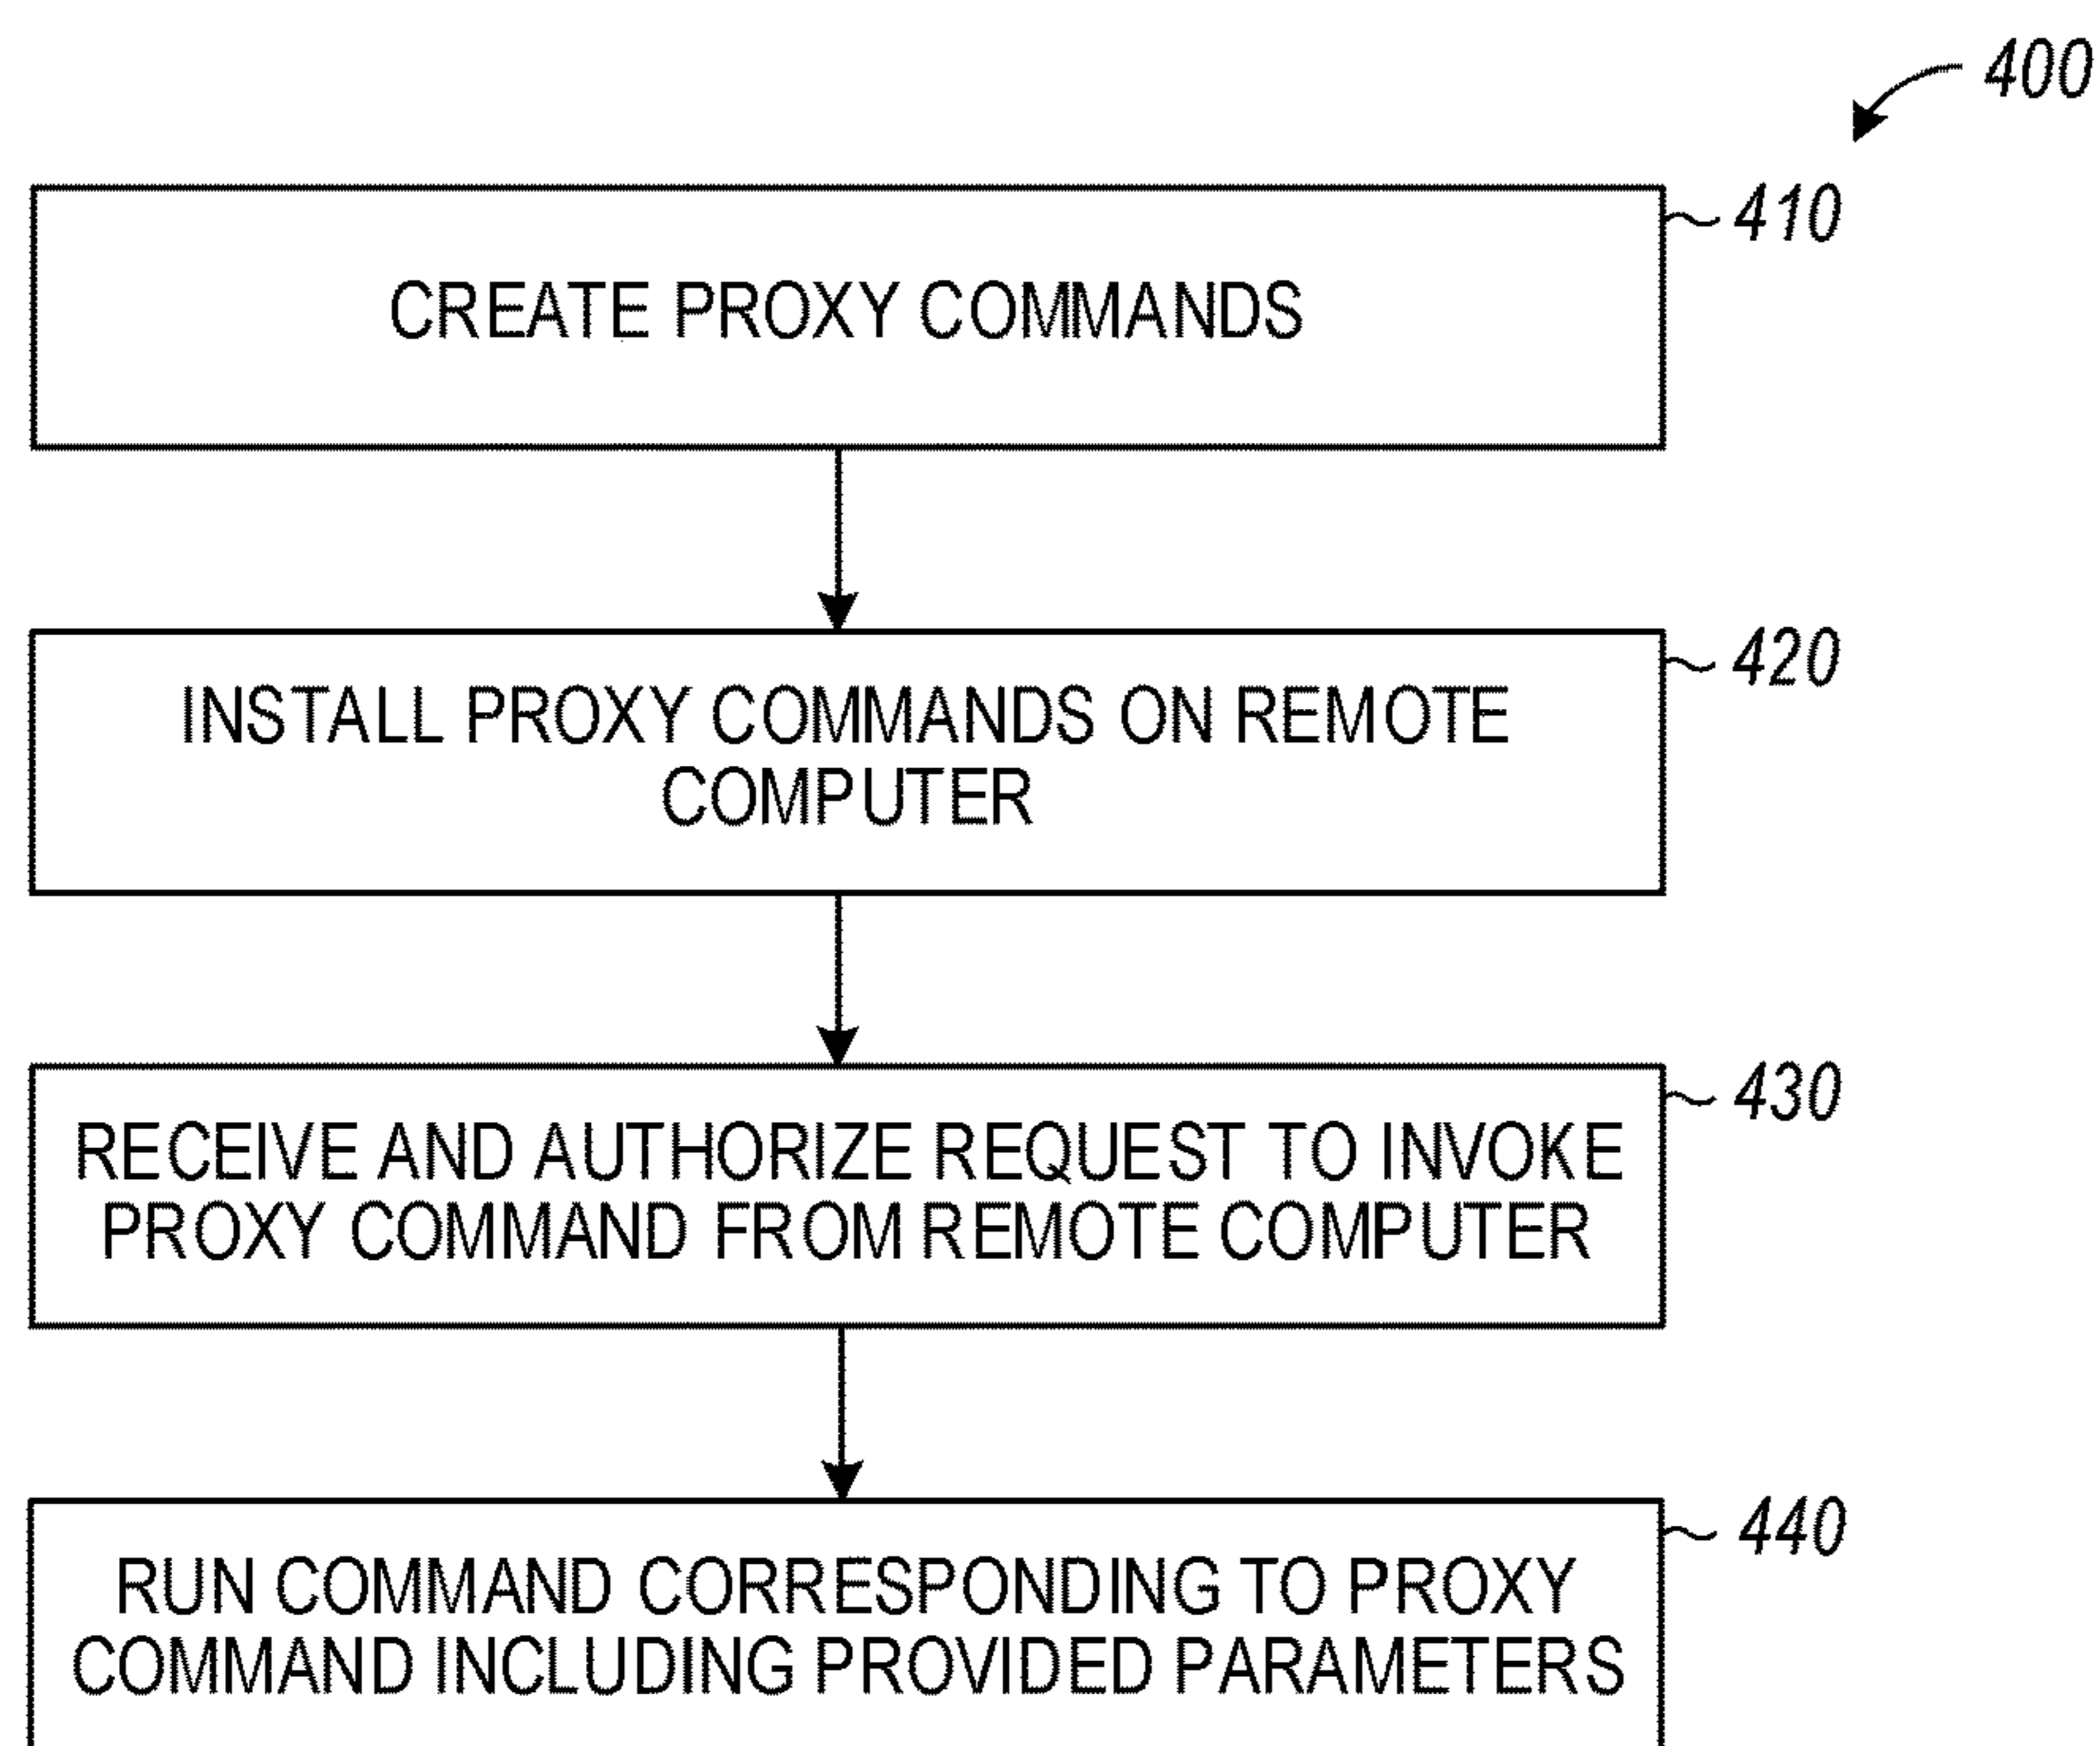 400
410
CREATE PROXY COMMANDS
420
INSTALL PROXY COMMANDS ON REMOTE
COMPUTER
430
RECEIVE AND AUTHORIZE REQUEST TO INVOKE
PROXY COMMAND FROM REMOTE COMPUTER
440
RUN COMMAND CORRESPONDING TO PROXY
COMMAND INCLUDING PROVIDED PARAMETERS